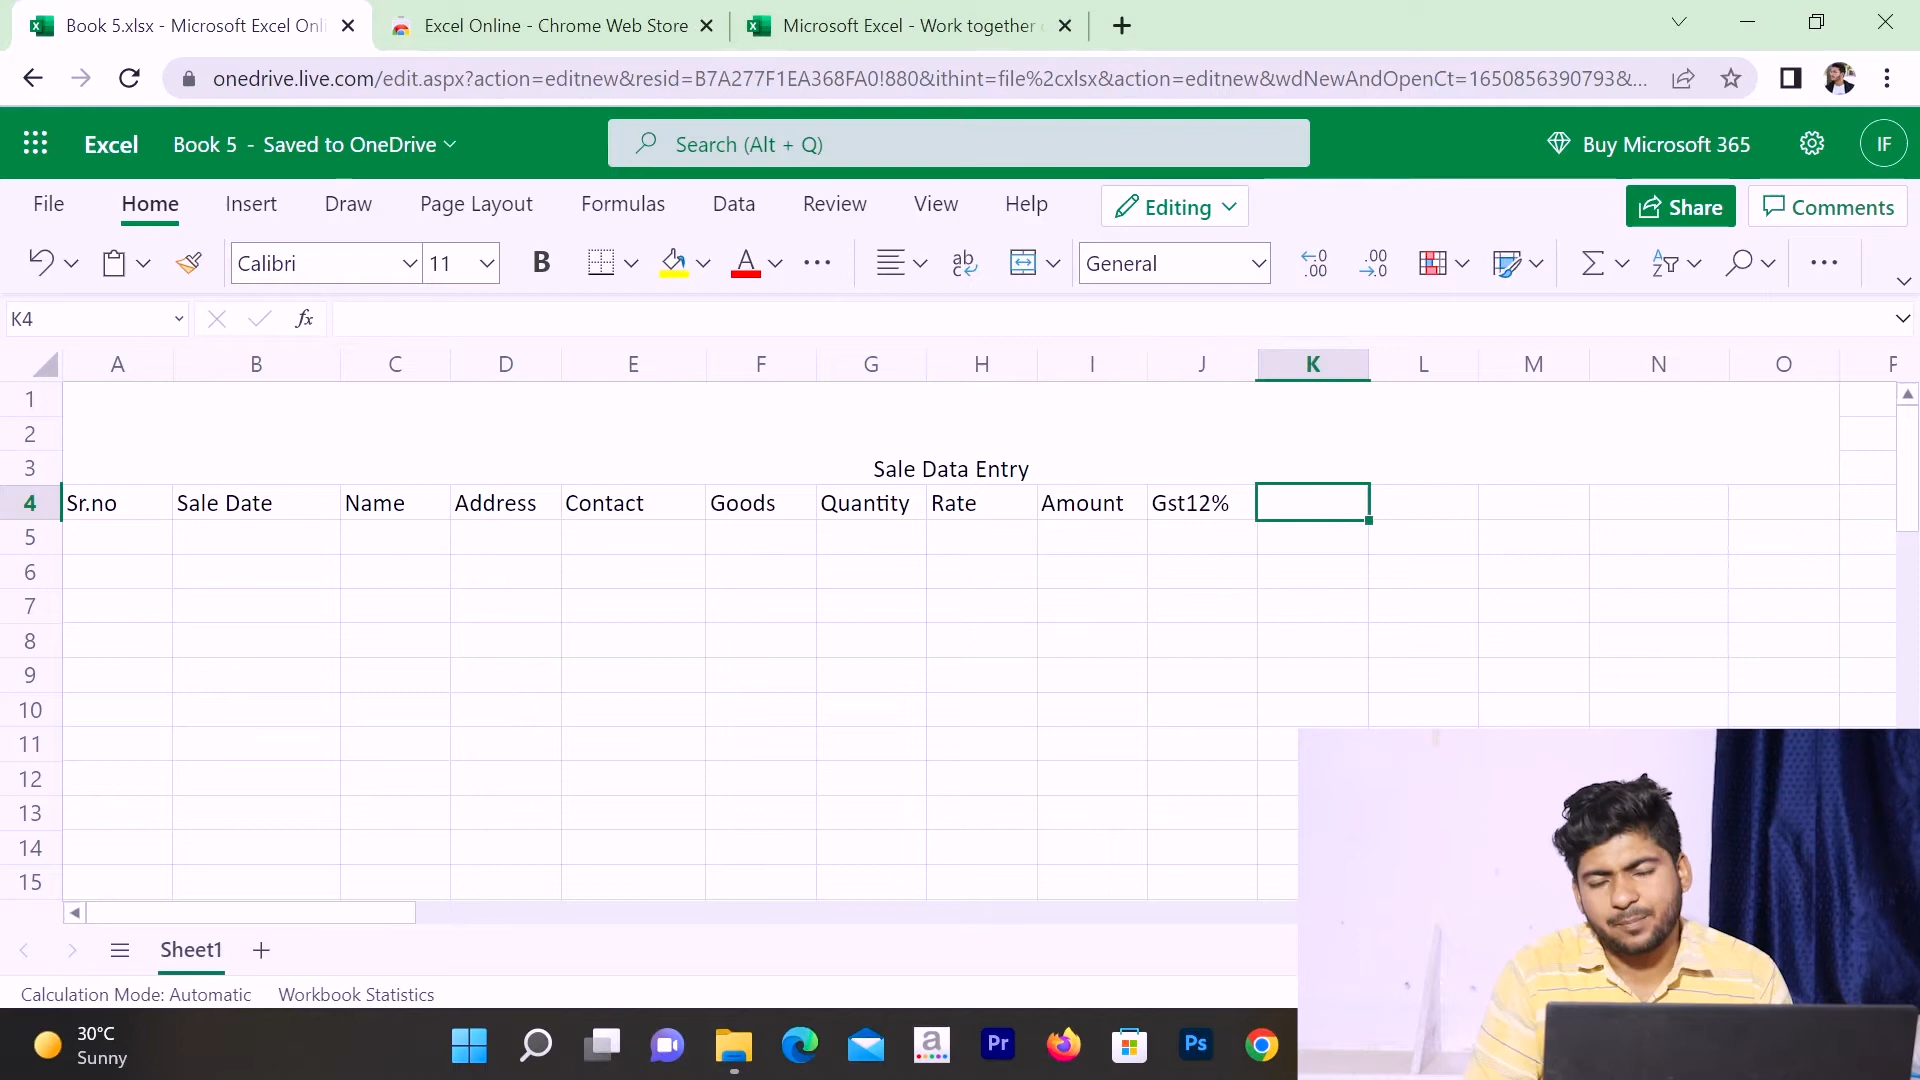 Book 5.xlsx - Microsoft Excel Onli
Excel Online - Chrome Web Store
Microsoft Excel - Work together
onedrive.live.com/edit.aspx?action=editnew&resid=B7A277F1EA368FA0!880&ithint=file%2cxlsx&action=editnew&wdNewAndOpenCt=1650856390793&...
Excel Book 5 - Saved to OneDrive Search (Alt + Q) Buy Microsoft 365 IF
File Home Insert Draw Page Layout Formulas Data Review View Help Editing Share Comments
Calibri 11 B A ab General .00 .00 ...
K4 fx
A B C D E F G H I J K L M N O
1
2
3 Sale Data Entry
4 Sr.no Sale Date Name Address Contact Goods Quantity Rate Amount Gst12%
5
6
7
8
9
10
11
12
13
14
15
Sheet1
Calculation Mode: Automatic Workbook Statistics
30°C
Sunny
a Pr Ps